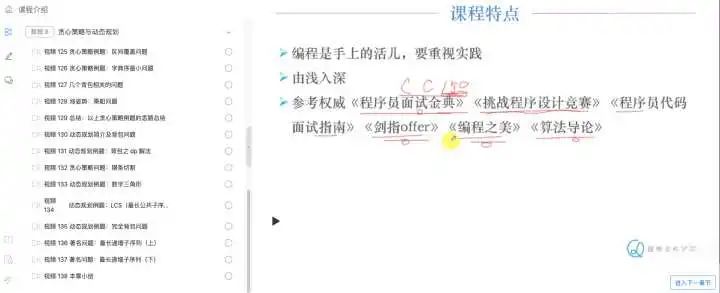 课程介绍
课程特点
章节 8 贪心策略与动态规划
视频 125 贪心策略例题：区间覆盖问题
视频 126 贪心策略例题：字典序最小问题
视频 127 几个背包相关的问题
视频 128 贪心策略：乘船问题
视频 129 总结：以上贪心策略例题的思路总结
视频 130 动态规划简介及背包问题
视频 131 动态规划例题：背包之 dp 解法
视频 132 贪心策略问题：钢条切割
视频 133 动态规划例题：数字三角形
视频
134 动态规划例题：LCS（最长公共子序...
视频 135 动态规划例题：完全背包问题
视频 136 著名问题：最长递增子序列（上）
视频 137 著名问题：最长递增子序列（下）
视频 138 本章小结
➢ 编程是手上的活儿，要重视实践
➢ 由浅入深
C C 150
➢ 参考权威《程序员面试金典》《挑战程序设计竞赛》《程序员代码
面试指南》《剑指offer》《编程之美》《算法导论》
进入下一章节